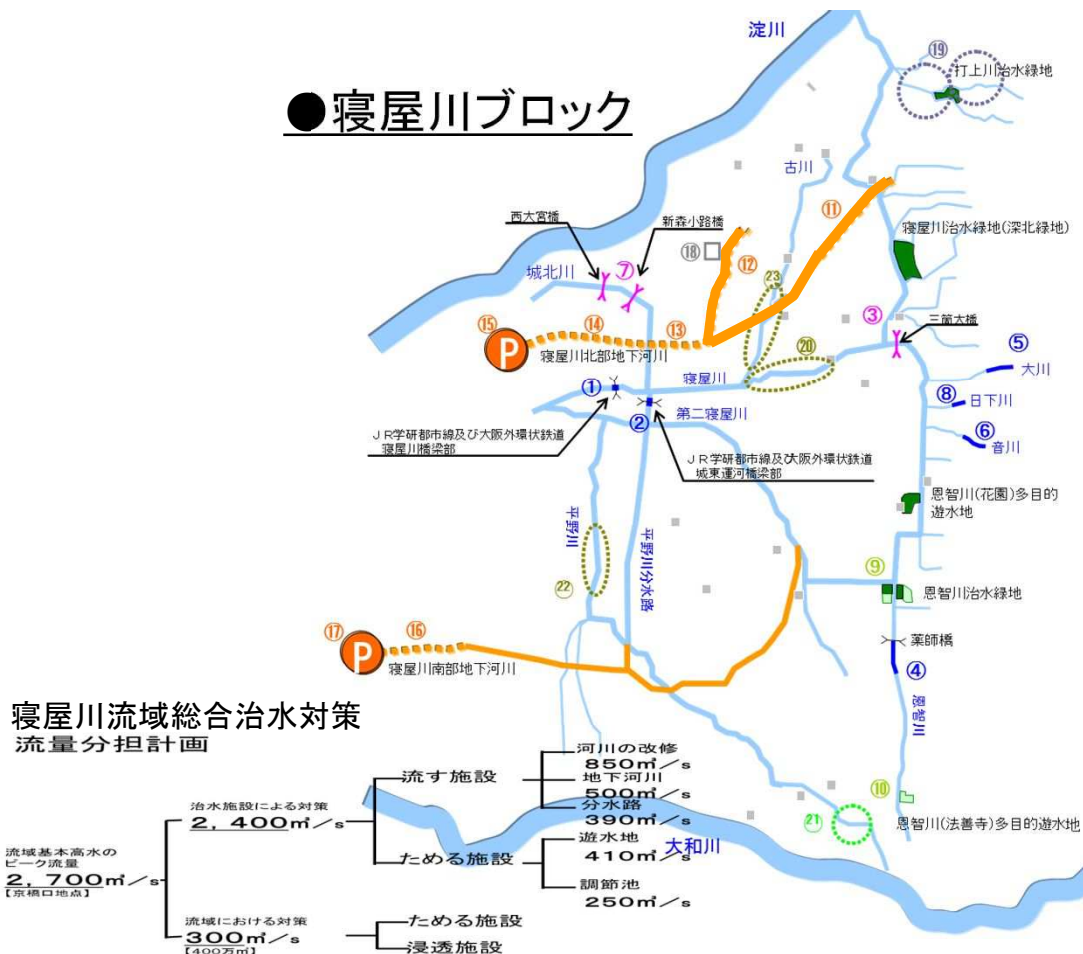 淀川
⑲
打上川治水緑地
●寝屋川ブロック
古川
⑪
西大宮橋
新森小路橋
寝屋川治水緑地(深北緑地)
⑱
⑫
城北川
⑦
㉓
⑮
⑭
⑬
③
三箇大橋
P
寝屋川北部地下河川
⑳
⑤
大川
寝屋川
①
⑧
日下川
②
第二寝屋川
⑥
音川
JR学研都市線及び大阪外環状鉄道
寝屋川橋梁部
JR学研都市線及び大阪外環状鉄道
城東運河橋梁部
恩智川(花園)多目的
遊水地
平野川
平野川分水路
⑨
㉒
恩智川治水緑地
⑰
⑯
薬師橋
P
寝屋川南部地下河川
④
恩智川
寝屋川流域総合治水対策
流量分担計画
河川の改修
850㎥/s
流す施設
地下河川
500㎥/s
治水施設による対策
2,400㎥/s
分水路
390㎥/s
⑩
㉑
恩智川(法善寺)多目的遊水地
遊水地
410㎥/s
大和川
ためる施設
流域基本高水の
ピーク流量
2,700㎥/s
【京橋口地点】
調節池
250㎥/s
流域における対策
300㎥/s
[400万㎥]
ためる施設
浸透施設